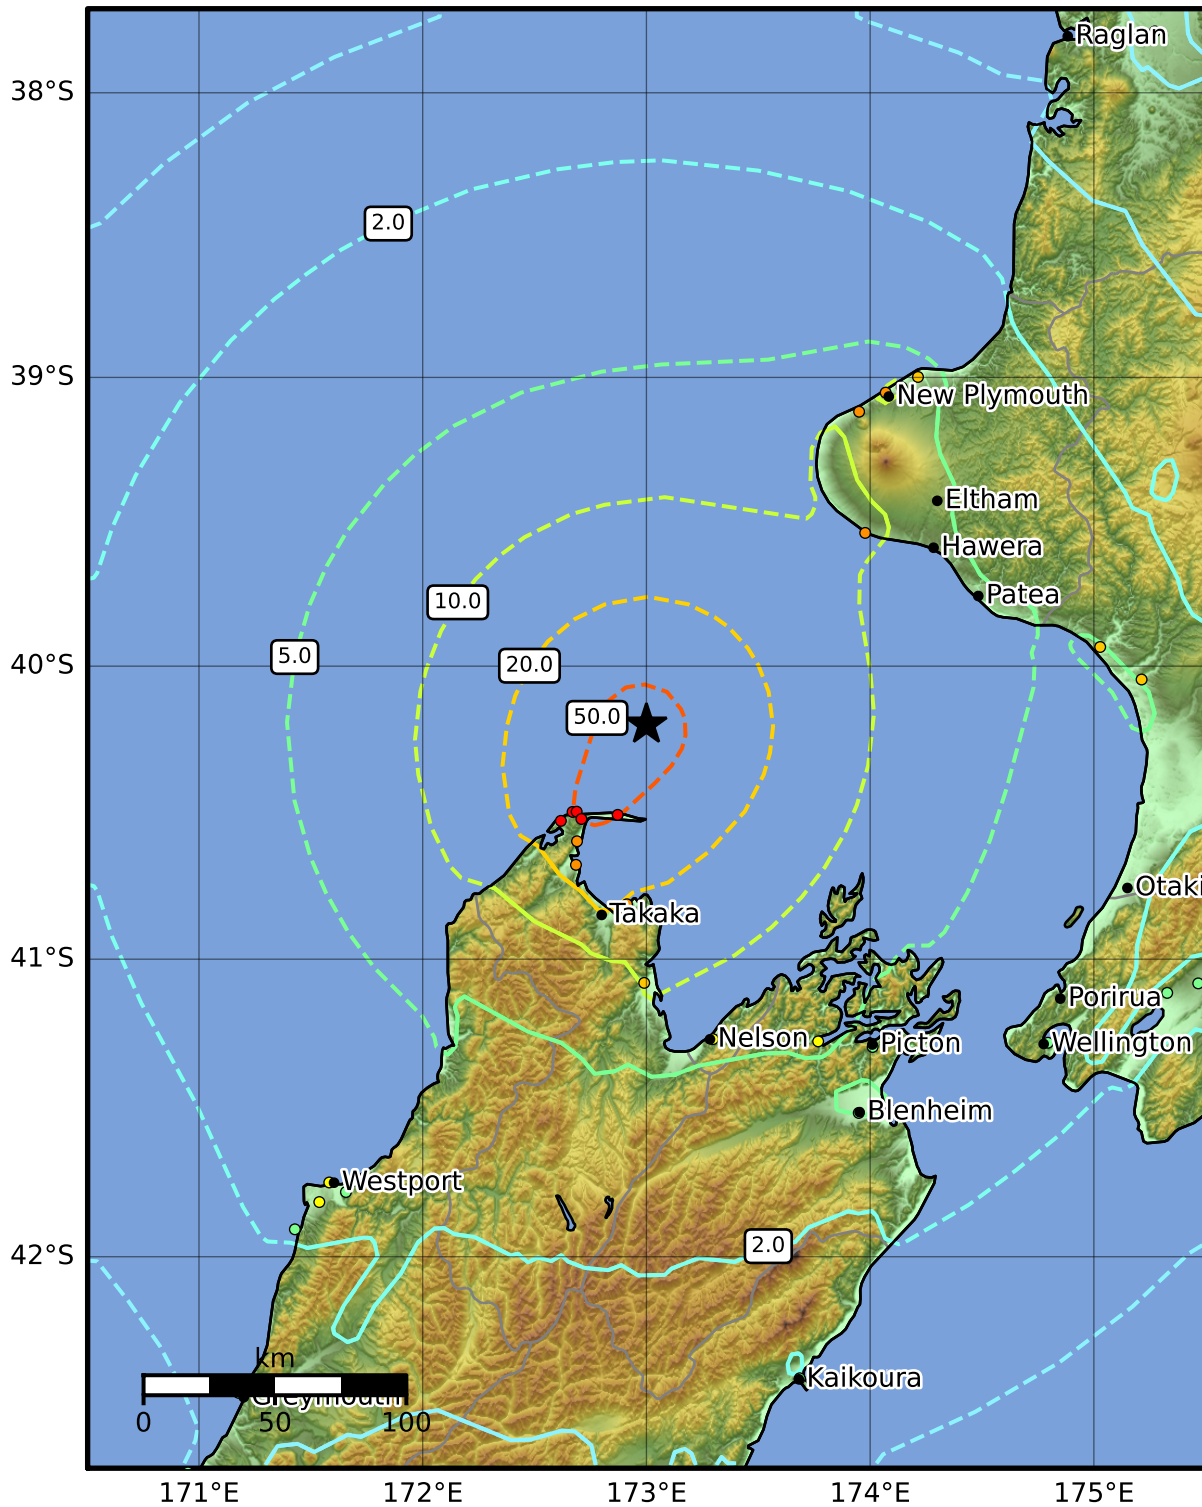 Raglan
38°S
2.0
39°S
New Plymouth
Eltham
Hawera
10.0
Patea
5.0
40°S
20.0
50.0
Otaki
Takaka
41°S
Porirua
Nelson
Picton
Wellington
Blenheim
Westport
2.0
42°S
km
Kaikoura
Greymouth
0
50
100
171°E
172°E
173°E
174°E
175°E